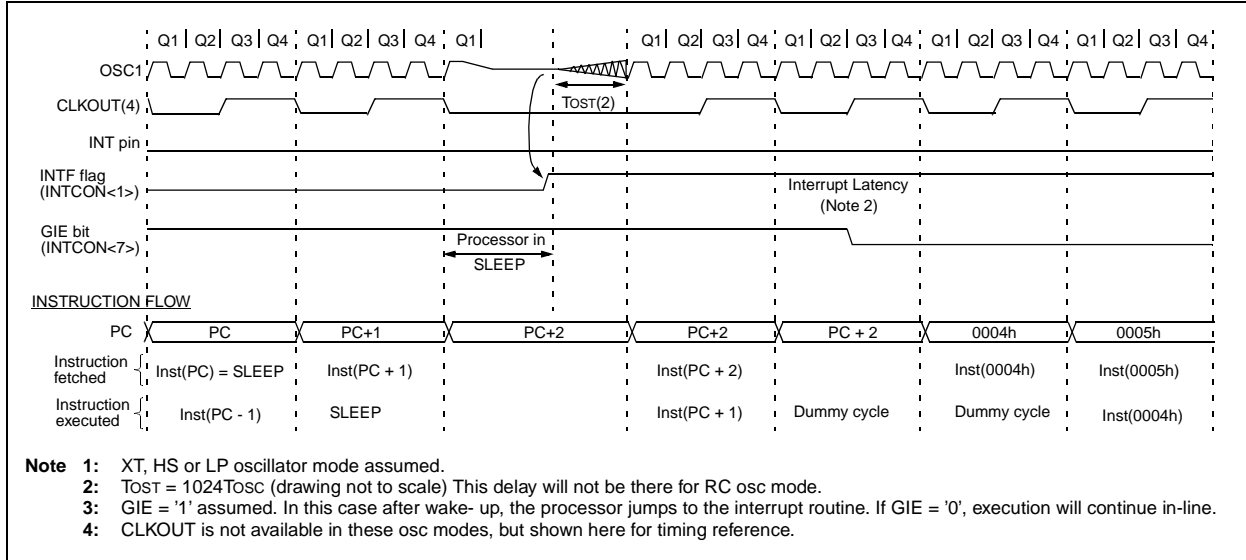 Q1 Q2 Q3 Q4 Q1 Q2 Q3 Q4 Q1 Q1 Q2 Q3 Q4 Q1 Q2 Q3 Q4 Q1 Q2 Q3 Q4 Q1 Q2 Q3 Q4
OSC1
CLKOUT(4) TOST(2)
INT pin
INTF flag
(INTCON<1>)
Interrupt Latency
(Note 2)
GIE bit
(INTCON<7>)
Processor in
SLEEP
INSTRUCTION FLOW
PC PC PC+1 PC+2 PC+2 PC + 2 0004h 0005h
Instruction
fetched
Inst(PC) = SLEEP Inst(PC + 1) Inst(PC + 2) Inst(0004h) Inst(0005h)
Instruction
executed
Inst(PC - 1) SLEEP Inst(PC + 1) Dummy cycle Dummy cycle Inst(0004h)
Note 1: XT, HS or LP oscillator mode assumed.
2: TOST = 1024TOSC (drawing not to scale) This delay will not be there for RC osc mode.
3: GIE = '1' assumed. In this case after wake- up, the processor jumps to the interrupt routine. If GIE = '0', execution will continue in-line.
4: CLKOUT is not available in these osc modes, but shown here for timing reference.